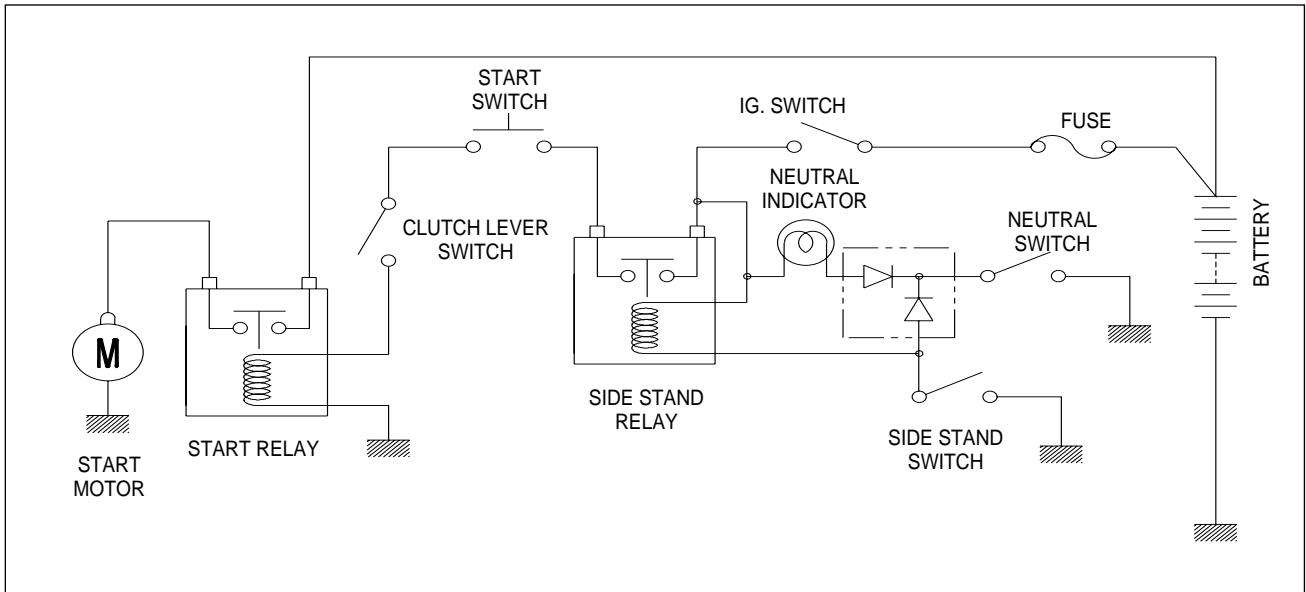 START
SWITCH
IG. SWITCH
FUSE
NEUTRAL
INDICATOR
CLUTCH LEVER
SWITCH
NEUTRAL
SWITCH
BATTERY
M
SIDE STAND
RELAY
START RELAY
SIDE STAND
SWITCH
START
MOTOR